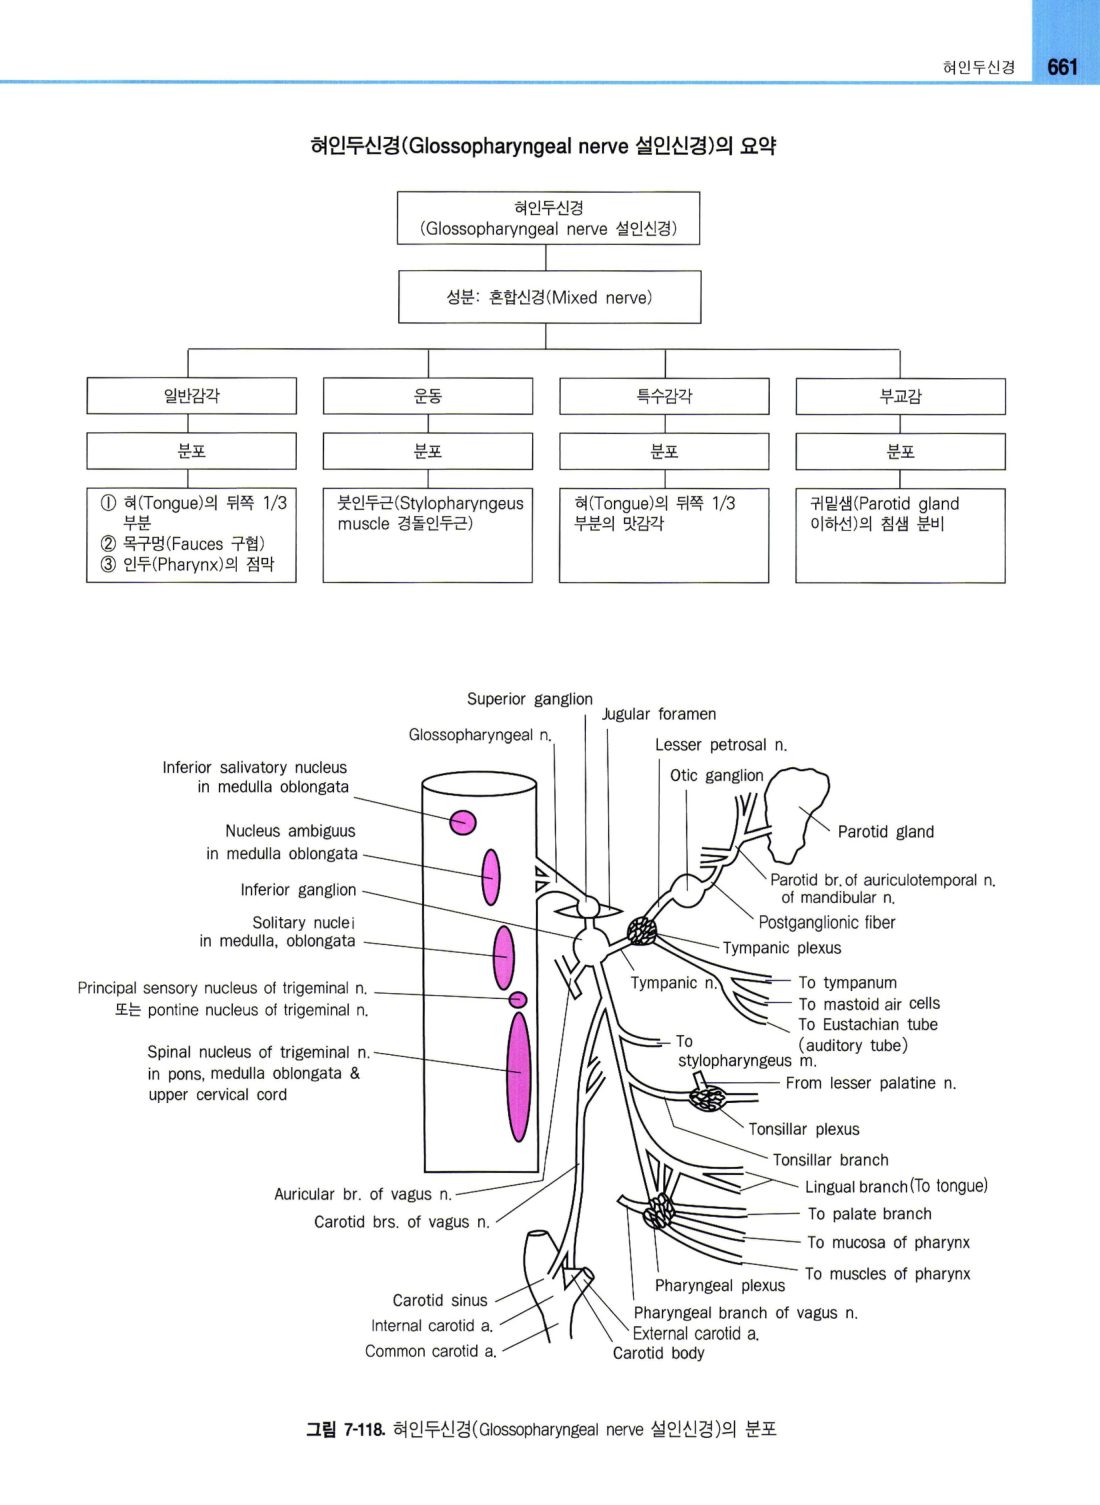 혀인두신경 661
혀인두신경(Glossopharyngeal nerve 설인신경)의 요약
혀인두신경
(Glossopharyngeal nerve 설인신경)
성분: 혼합신경(Mixed nerve)
일반감각
운동
특수감각
부교감
분포
분포
분포
분포
① 혀(Tongue)의 뒤쪽 1/3
부분
② 목구멍(Fauces 구협)
③ 인두(Pharynx)의 점막
붓인두근(Stylopharyngeus
muscle 경돌인두근)
혀(Tongue)의 뒤쪽 1/3
부분의 맛감각
귀밑샘(Parotid gland
이하선)의 침샘 분비
Superior ganglion
Jugular foramen
Glossopharyngeal n.
Lesser petrosal n.
Inferior salivatory nucleus
in medulla oblongata
Otic ganglion
Nucleus ambiguus
in medulla oblongata
Parotid gland
Inferior ganglion
Parotid br. of auriculotemporal n.
of mandibular n.
Solitary nuclei
in medulla, oblongata
Postganglionic fiber
Tympanic plexus
Principal sensory nucleus of trigeminal n.
또는 pontine nucleus of trigeminal n.
Tympanic n.
To tympanum
To mastoid air cells
To Eustachian tube
(auditory tube)
Spinal nucleus of trigeminal n.
in pons, medulla oblongata &
upper cervical cord
To
stylopharyngeus m.
From lesser palatine n.
Tonsillar plexus
Tonsillar branch
Auricular br. of vagus n.
Lingual branch(To tongue)
Carotid brs. of vagus n.
To palate branch
To mucosa of pharynx
To muscles of pharynx
Pharyngeal plexus
Carotid sinus
Pharyngeal branch of vagus n.
Internal carotid a.
External carotid a.
Common carotid a.
Carotid body
그림 7-118. 혀인두신경(Glossopharyngeal nerve 설인신경)의 분포